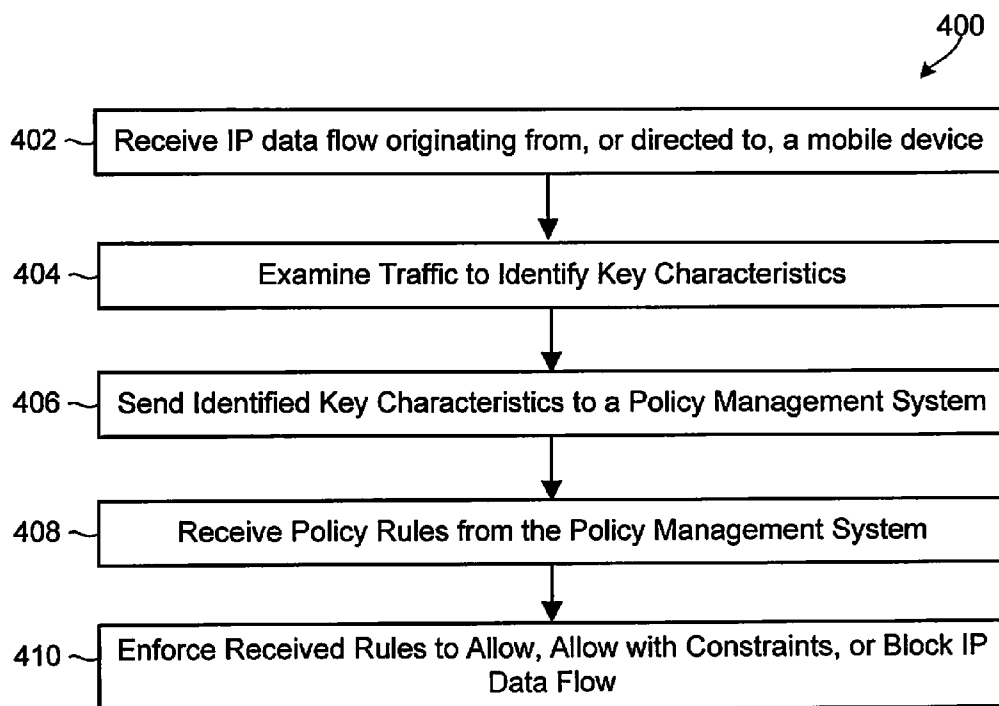 400
402 Receive IP data flow originating from, or directed to, a mobile device
404 Examine Traffic to Identify Key Characteristics
406 Send Identified Key Characteristics to a Policy Management System
408 Receive Policy Rules from the Policy Management System
410 Enforce Received Rules to Allow, Allow with Constraints, or Block IP
Data Flow